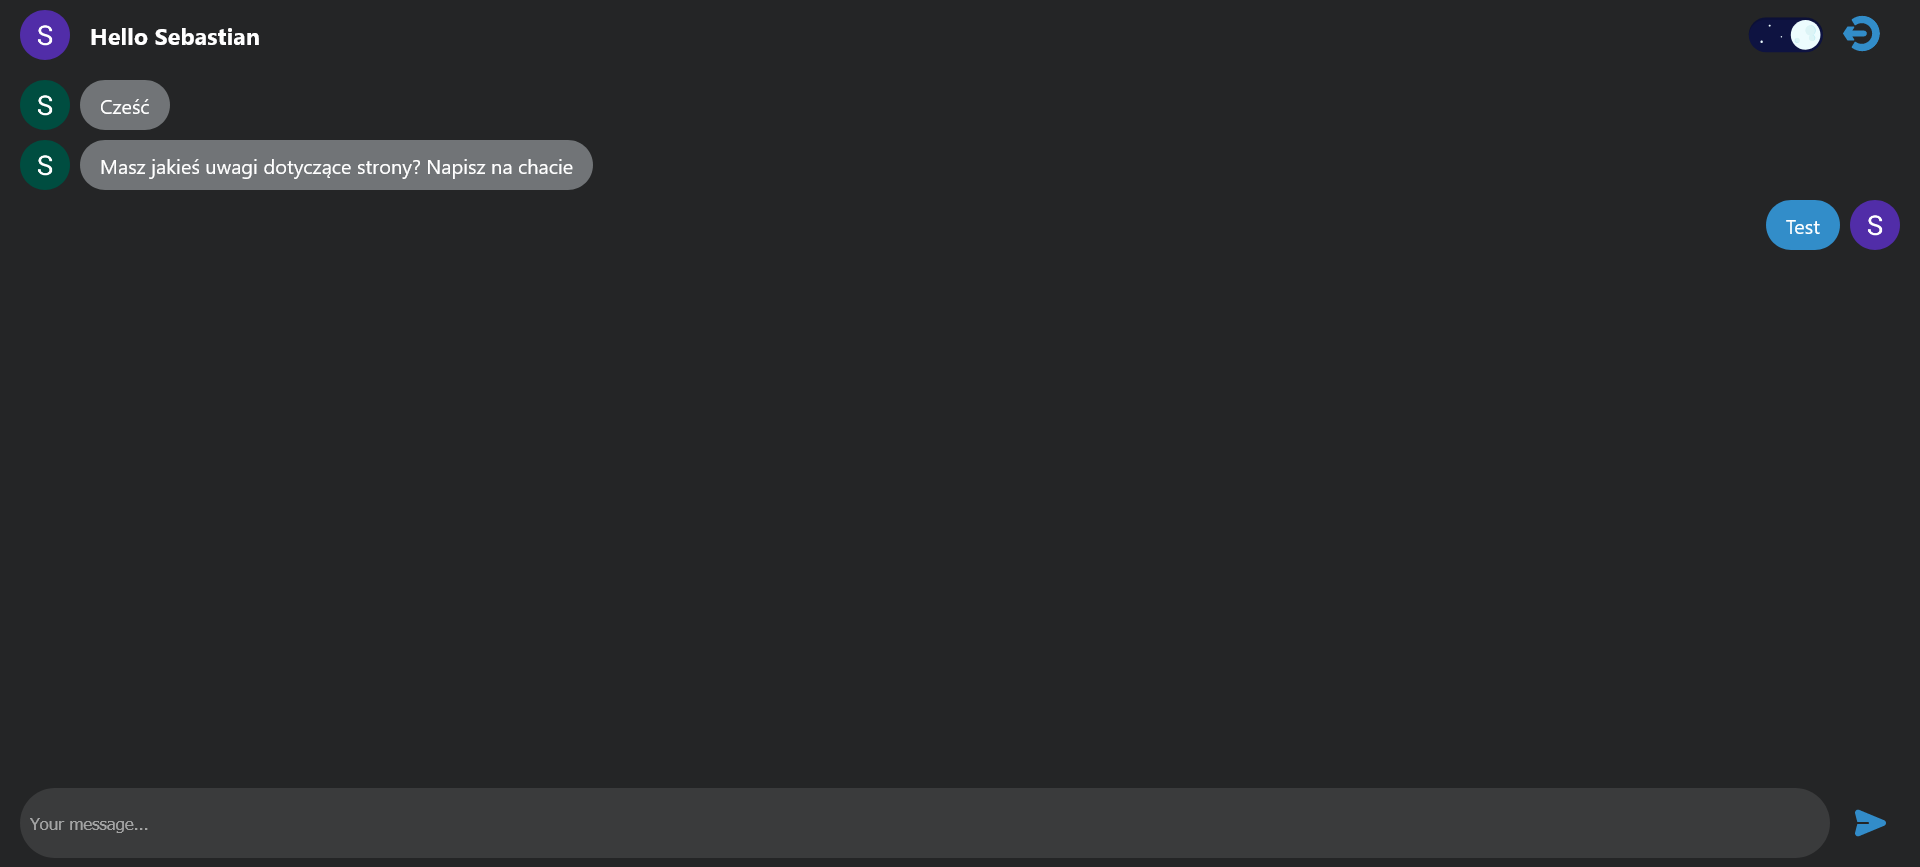 S
Hello Sebastian
S
Cześć
S
Masz jakieś uwagi dotyczące strony? Napisz na chacie
Test
S
Your message...